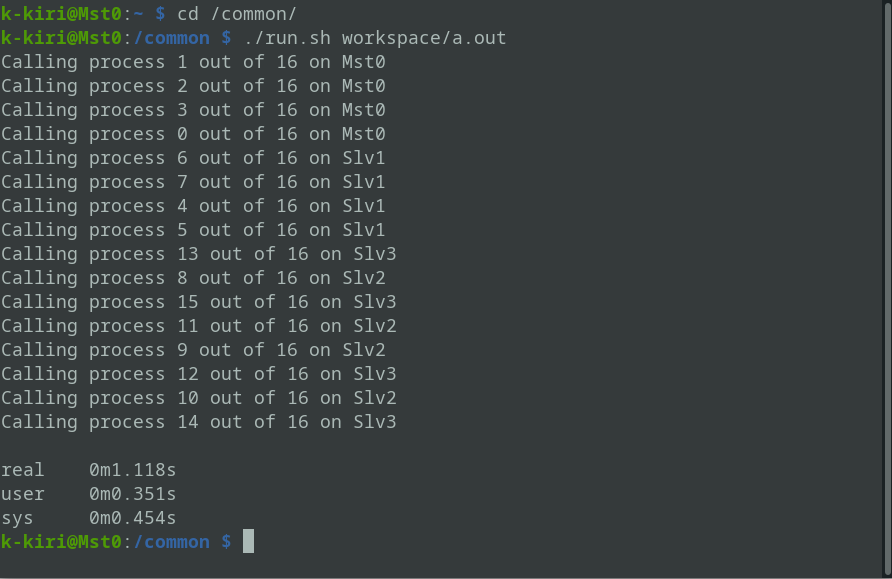 k-kiri@Mst0:~ $ cd /common/
k-kiri@Mst0:/common $ ./run.sh workspace/a.out
Calling process 1 out of 16 on Mst0
Calling process 2 out of 16 on Mst0
Calling process 3 out of 16 on Mst0
Calling process 0 out of 16 on Mst0
Calling process 6 out of 16 on Slv1
Calling process 7 out of 16 on Slv1
Calling process 4 out of 16 on Slv1
Calling process 5 out of 16 on Slv1
Calling process 13 out of 16 on Slv3
Calling process 8 out of 16 on Slv2
Calling process 15 out of 16 on Slv3
Calling process 11 out of 16 on Slv2
Calling process 9 out of 16 on Slv2
Calling process 12 out of 16 on Slv3
Calling process 10 out of 16 on Slv2
Calling process 14 out of 16 on Slv3
real    0m1.118s
user    0m0.351s
sys     0m0.454s
k-kiri@Mst0:/common $